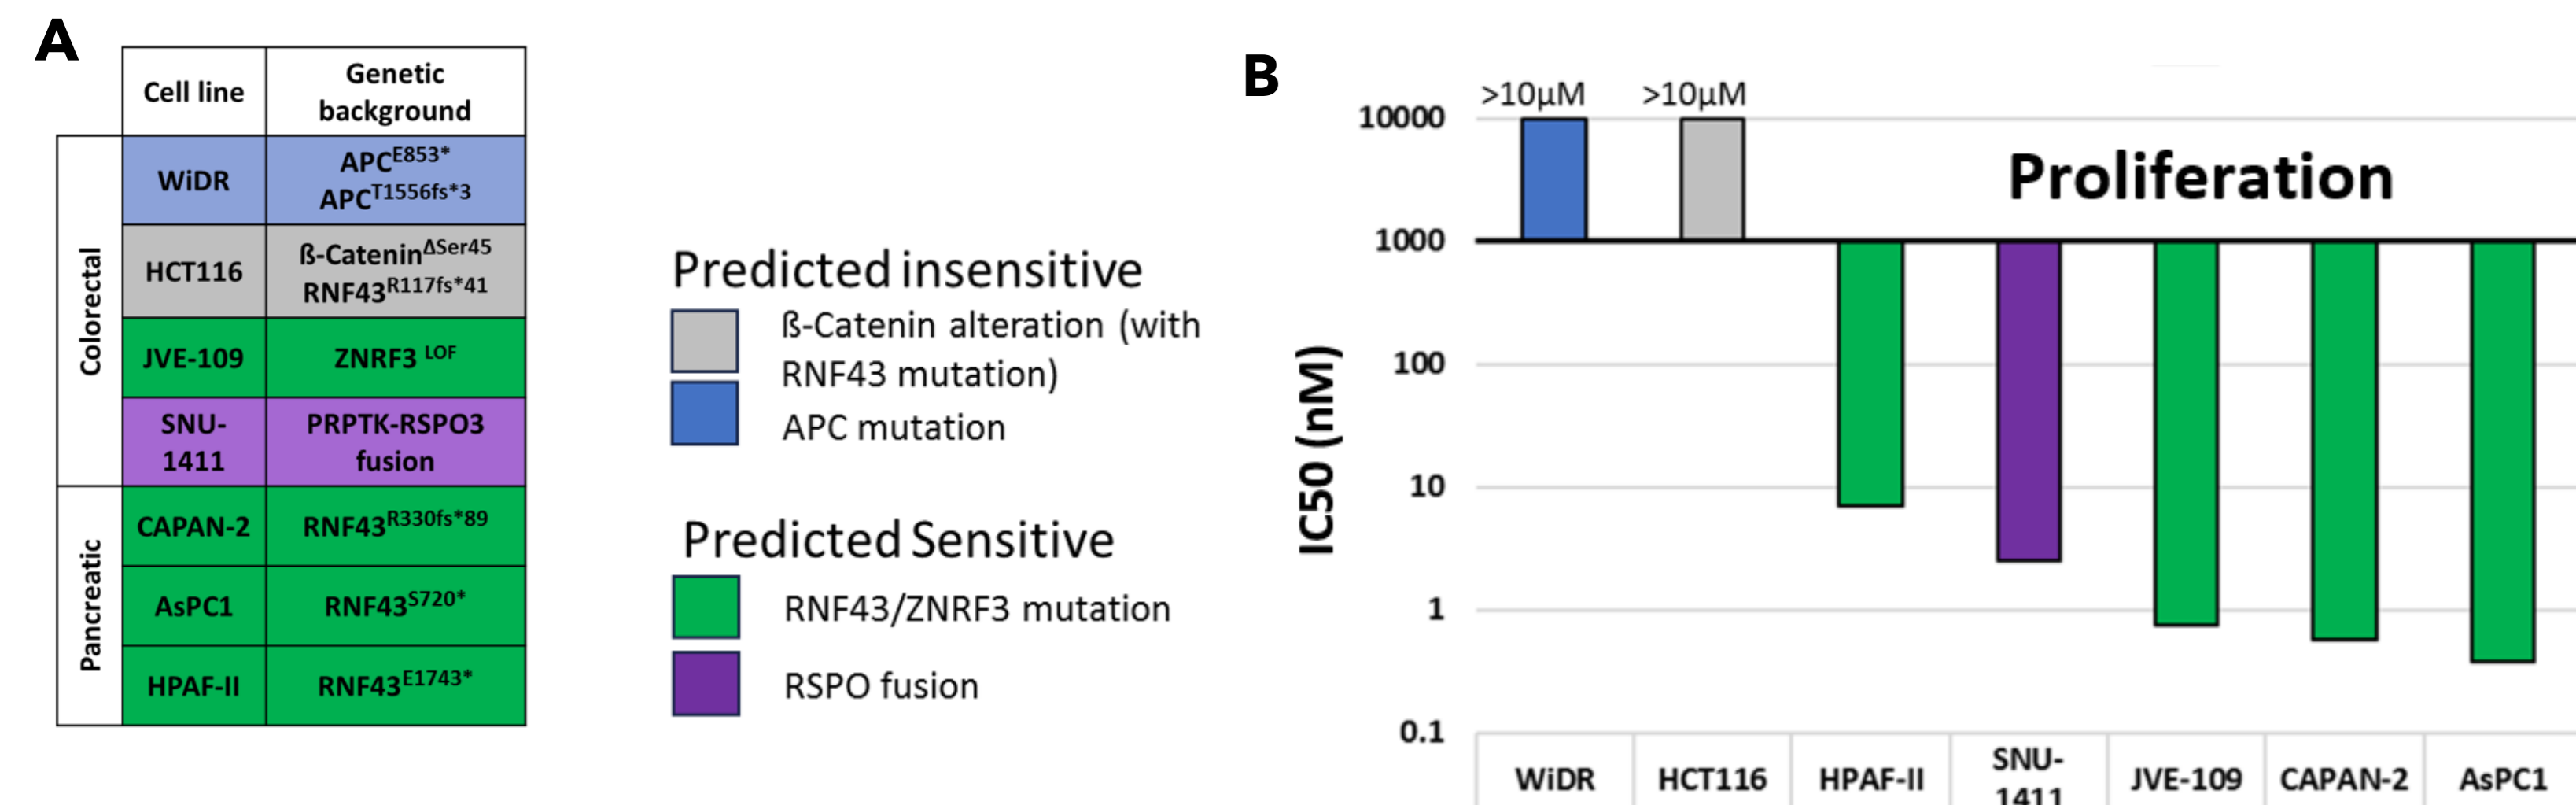 A
Cell line
Genetic
background
Colorectal
WiDR
APCE853*
APCT1556fs*3
HCT116
ß-CateninΔSer45
RNF43R117fs*41
JVE-109
ZNRF3 LOF
SNU-
1411
PRPTK-RSPO3
fusion
Pancreatic
CAPAN-2
RNF43R330fs*89
AsPC1
RNF43S720*
HPAF-II
RNF43E1743*
Predicted insensitive
ß-Catenin alteration (with
RNF43 mutation)
APC mutation
Predicted Sensitive
RNF43/ZNRF3 mutation
RSPO fusion
B
>10µM >10µM
Proliferation
IC50 (nM)
10000
1000
100
10
1
0.1
WiDR
HCT116
HPAF-II
SNU-
1411
JVE-109
CAPAN-2
AsPC1